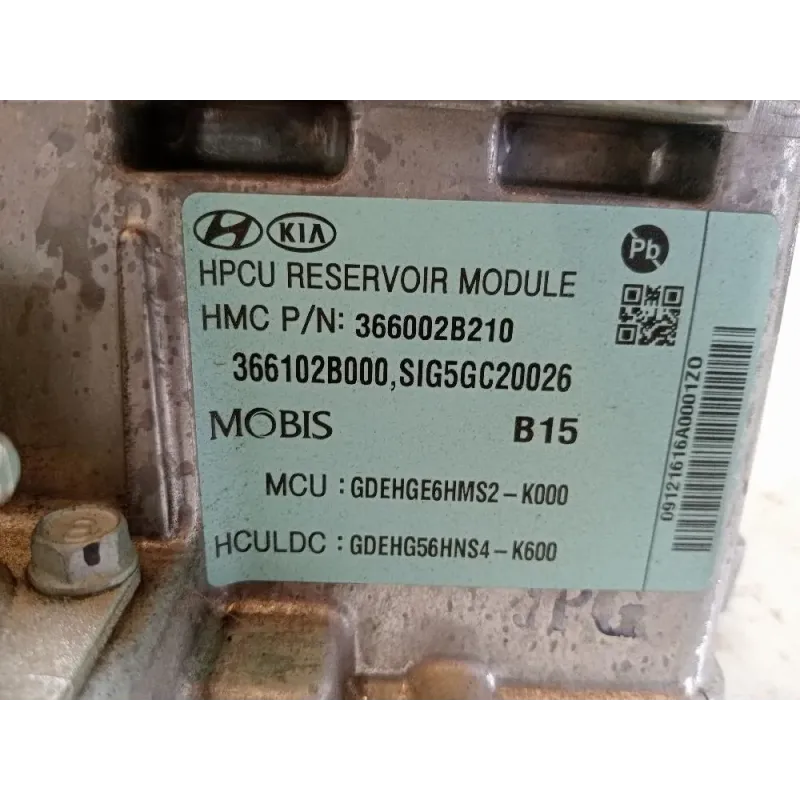 KIA
Pb
HPCU RESERVOIR MODULE
HMC P/N: 366002B210
366102B000,SIG5GC20026
MOBIS B15
MCU : GDEHGE6HMS2-K000
HCULDC : GDEHG56HNS4-K600
09121616A0001Z0